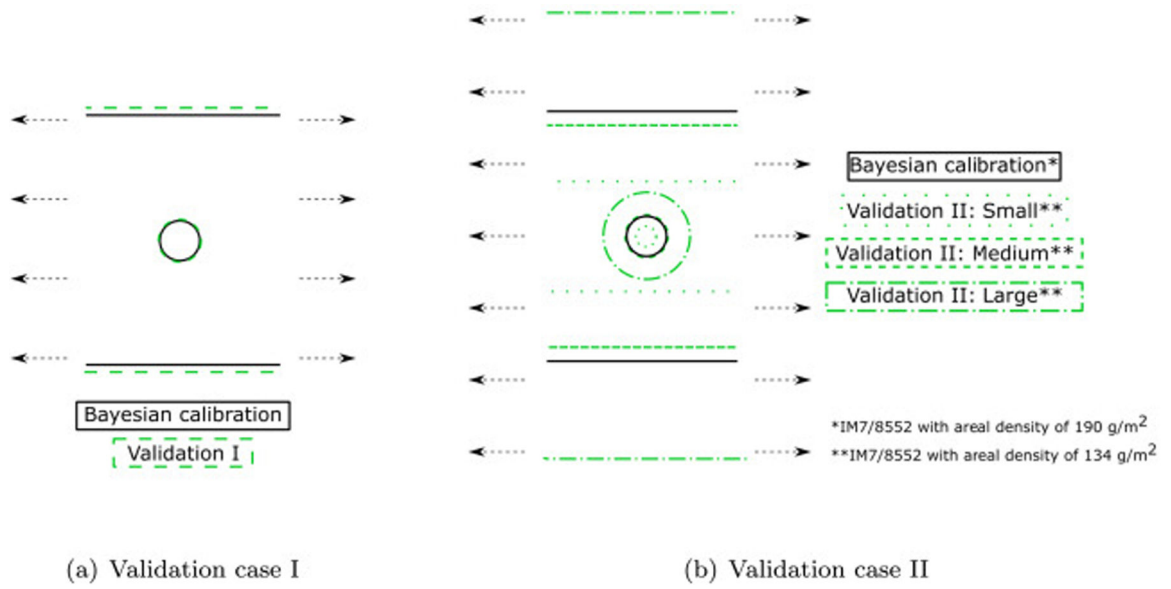 Bayesian calibration
Validation I
(a) Validation case I
Bayesian calibration*
Validation II: Small**
Validation II: Medium**
Validation II: Large**
*IM7/8552 with areal density of 190 g/m²
**IM7/8552 with areal density of 134 g/m²
(b) Validation case II